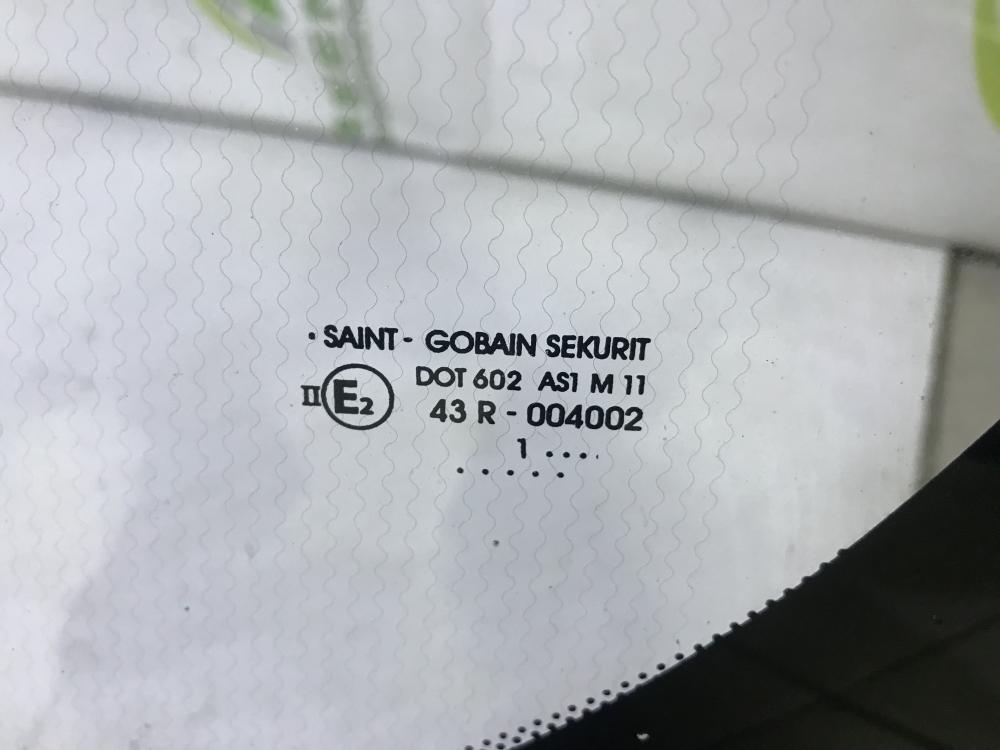 · SAINT - GOBAIN SEKURIT
DOT 602 AS1 M 11
II E2 43 R - 004002
1 ....
. . . . .